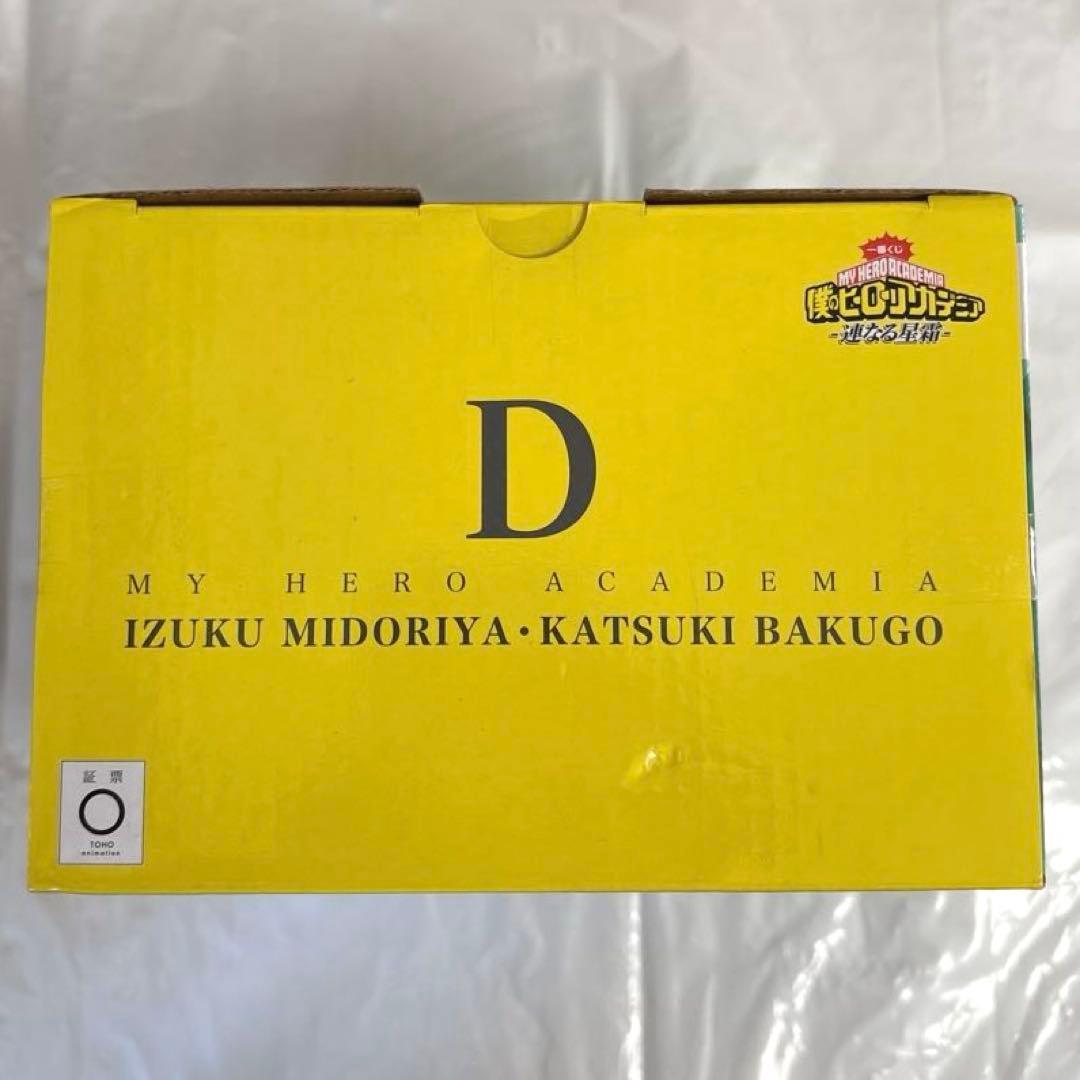 一番くじ
MY HERO ACADEMIA
僕のヒーローアカデミア
-連なる星霜-
D
MY HERO ACADEMIA
IZUKU MIDORIYA・KATSUKI BAKUGO
証 票
TOHO
animation